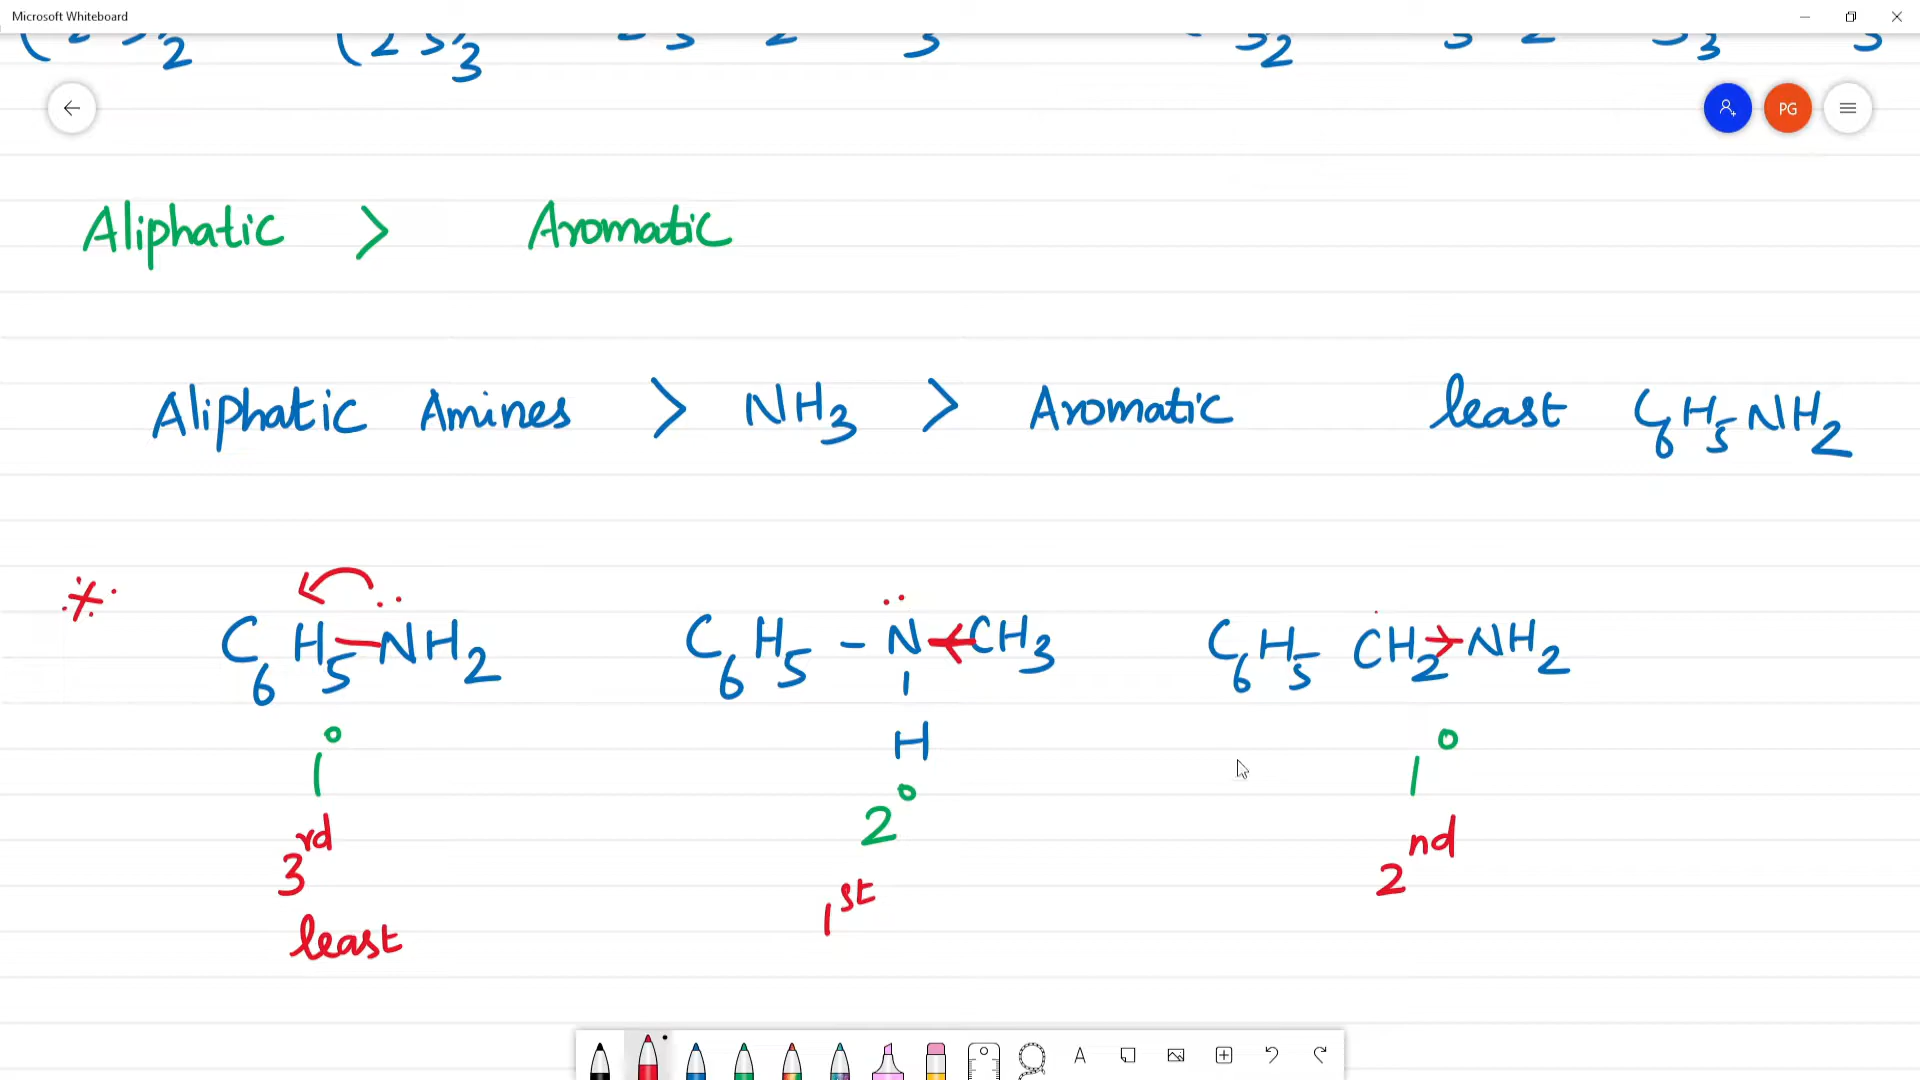 Microsoft Whiteboard
PG
Aliphatic > Aromatic
Aliphatic Amines > NH3 > Aromatic least C6H5NH2
C6H5-NH2 C6H5-N-CH3 C6H5 CH2-NH2
H
1° 2° 1°
3rd 1st 2nd
least
A